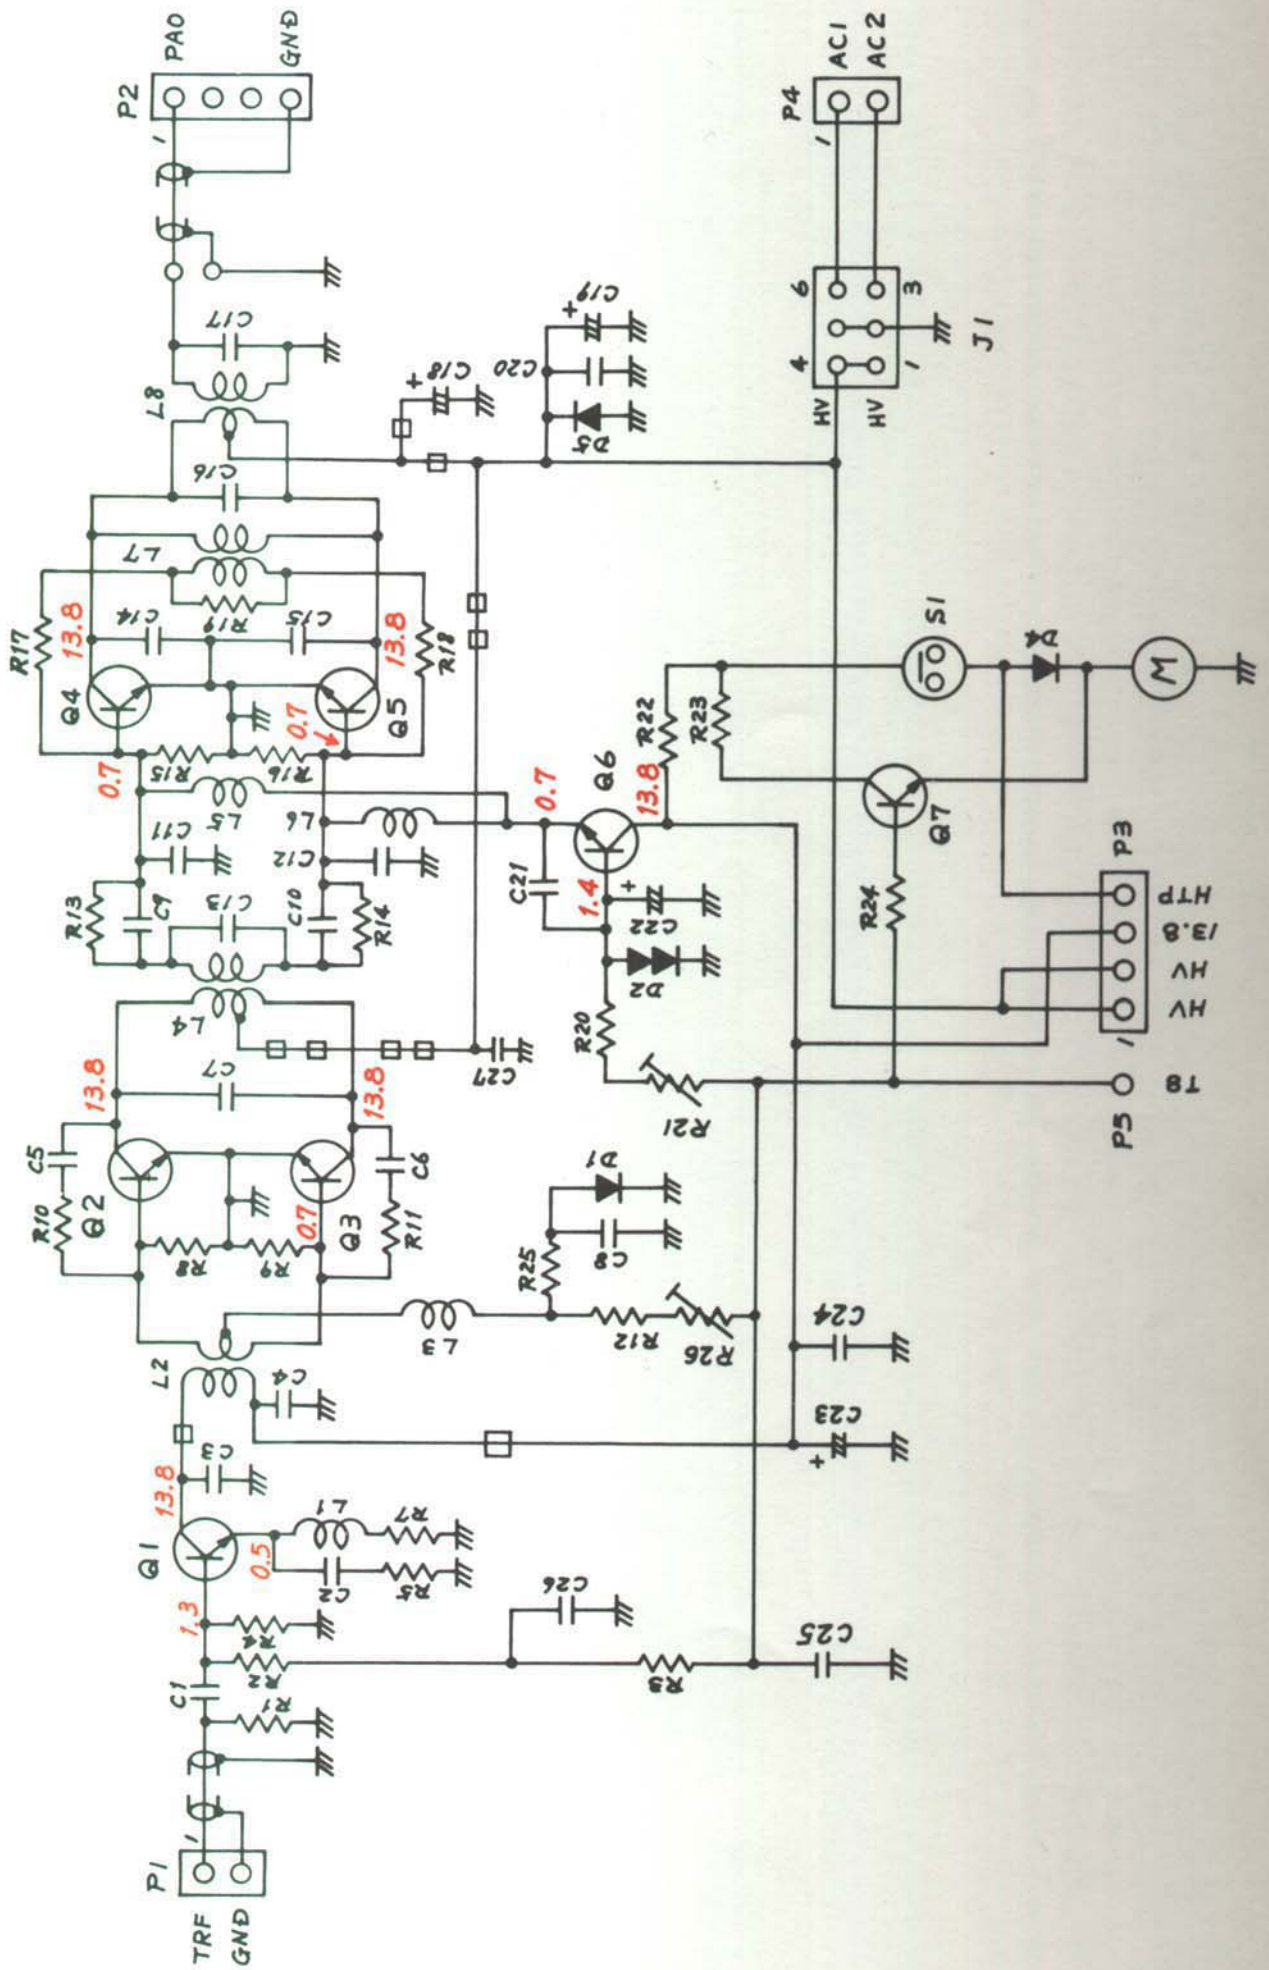 P1
TRF
GND
1
C1
R1
R2
R4
1.3
Q1
0.5
13.8
C2
R5
L1
R7
C3
C26
R3
C25
L2
C4
L3
R25
C8
D1
R12
R26
C24
C23
+
R10
C5
Q2
R8
R9
0.7
Q3
R11
C6
13.8
C7
13.8
L4
C27
R13
C9
C13
C10
R14
C11
L5
C12
L6
0.7
R15
R16
0.7
Q4
Q5
R17
13.8
C14
R19
C15
13.8
R18
L7
C16
L8
C17
P2
PAO
GND
1
+
C18
D5
C20
+
C19
C21
0.7
Q6
1.4
13.8
+
C22
D2
R20
R21
R22
R23
R24
Q7
S1
D4
M
P3
HTP
13.8
HV
HV
1
P5
T8
P4
1
AC1
AC2
J1
6
3
4
1
HV
HV